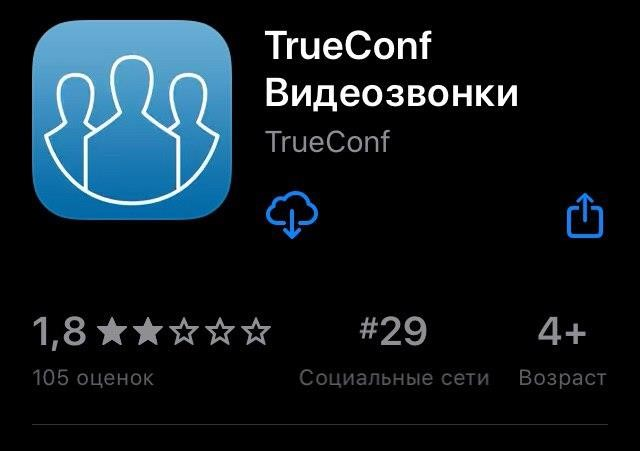 TrueConf
Видеозвонки
TrueConf
1,8
#29
4+
105 оценок
Социальные сети
Возраст